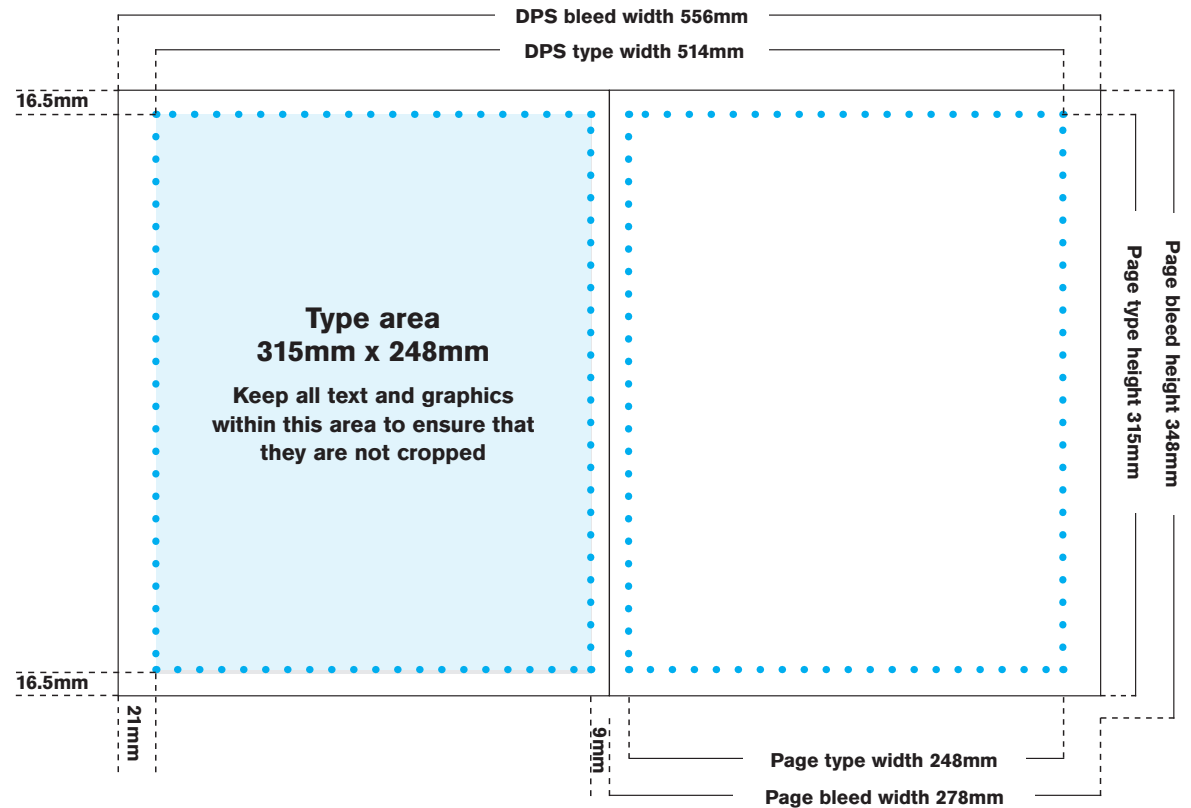 DPS bleed width 556mm
DPS type width 514mm
16.5mm
Type area
315mm x 248mm
Keep all text and graphics
within this area to ensure that
they are not cropped
Page type height 315mm
Page bleed height 348mm
16.5mm
21mm
9mm
Page type width 248mm
Page bleed width 278mm